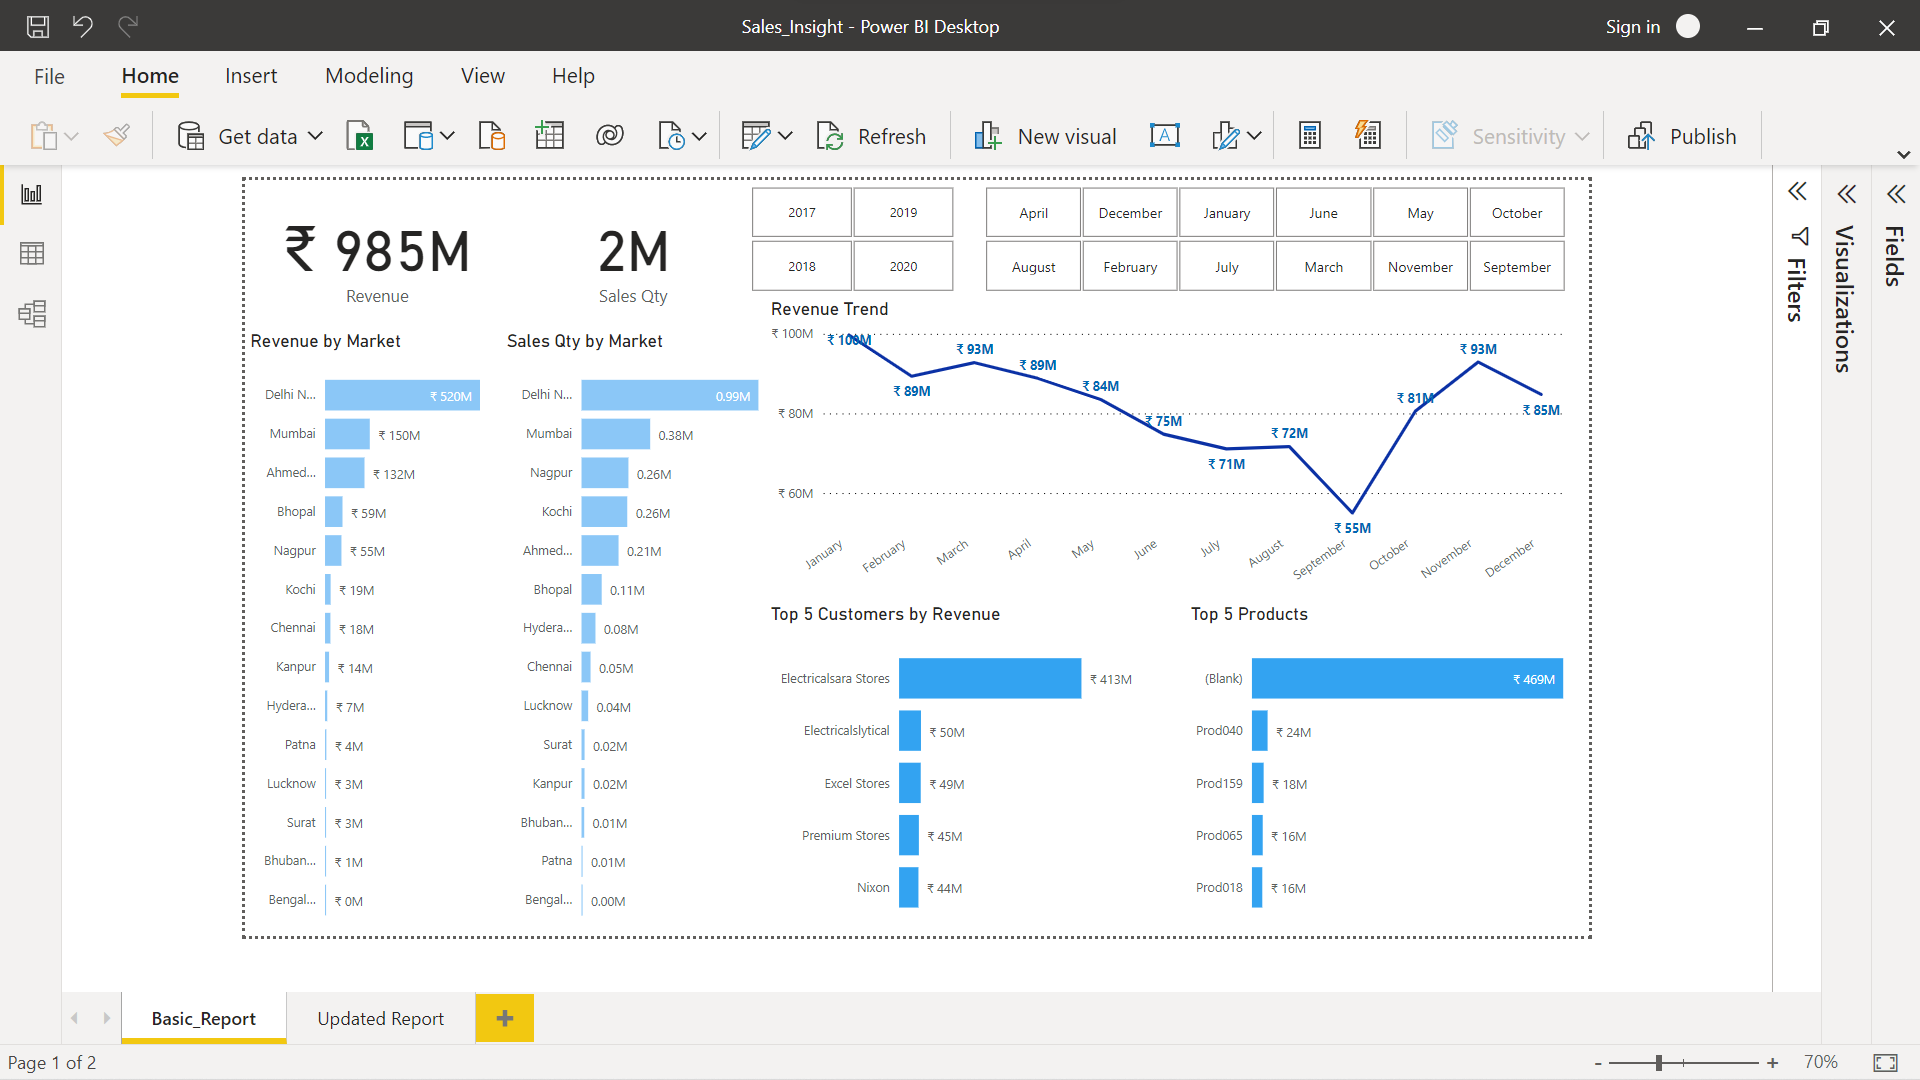 Sales_Insight - Power BI Desktop
Sign in
File Home Insert Modeling View Help
Get data
Refresh
New visual
Sensitivity
Publish
₹ 985M
Revenue
2M
Sales Qty
2017 2019
2018 2020
April December January June May October
August February July March November September
Revenue by Market
Delhi N... ₹ 520M
Mumbai ₹ 150M
Ahmed... ₹ 132M
Bhopal ₹ 59M
Nagpur ₹ 55M
Kochi ₹ 19M
Chennai ₹ 18M
Kanpur ₹ 14M
Hydera... ₹ 7M
Patna ₹ 4M
Lucknow ₹ 3M
Surat ₹ 3M
Bhuban... ₹ 1M
Bengal... ₹ 0M
Sales Qty by Market
Delhi N... 0.99M
Mumbai 0.38M
Nagpur 0.26M
Kochi 0.26M
Ahmed... 0.21M
Bhopal 0.11M
Hydera... 0.08M
Chennai 0.05M
Lucknow 0.04M
Surat 0.02M
Kanpur 0.02M
Bhuban... 0.01M
Patna 0.01M
Bengal... 0.00M
Revenue Trend
₹ 100M
₹ 80M
₹ 60M
₹ 100M
₹ 89M
₹ 93M
₹ 89M
₹ 84M
₹ 75M
₹ 71M
₹ 72M
₹ 55M
₹ 81M
₹ 93M
₹ 85M
January February March April May June July August September October November December
Top 5 Customers by Revenue
Electricalsara Stores ₹ 413M
Electricalslytical ₹ 50M
Excel Stores ₹ 49M
Premium Stores ₹ 45M
Nixon ₹ 44M
Top 5 Products
(Blank) ₹ 469M
Prod040 ₹ 24M
Prod159 ₹ 18M
Prod065 ₹ 16M
Prod018 ₹ 16M
Filters
Visualizations
Fields
Basic_Report
Updated Report
Page 1 of 2
70%